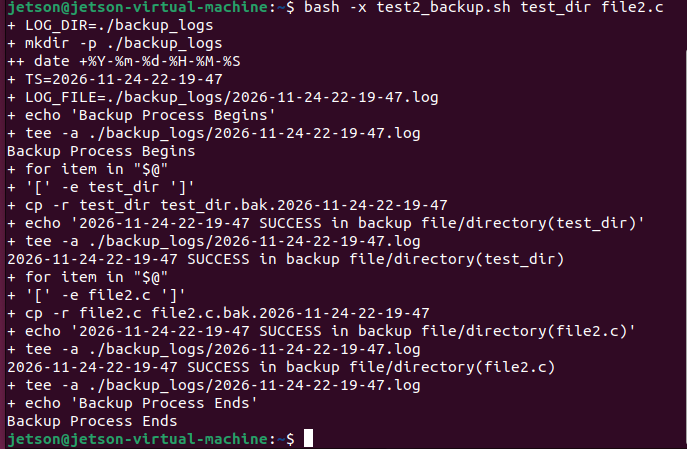 jetson@jetson-virtual-machine:~$ bash -x test2_backup.sh test_dir file2.c
+ LOG_DIR=./backup_logs
+ mkdir -p ./backup_logs
++ date +%Y-%m-%d-%H-%M-%S
+ TS=2026-11-24-22-19-47
+ LOG_FILE=./backup_logs/2026-11-24-22-19-47.log
+ echo 'Backup Process Begins'
+ tee -a ./backup_logs/2026-11-24-22-19-47.log
Backup Process Begins
+ for item in "$@"
+ '[' -e test_dir ']'
+ cp -r test_dir test_dir.bak.2026-11-24-22-19-47
+ echo '2026-11-24-22-19-47 SUCCESS in backup file/directory(test_dir)'
+ tee -a ./backup_logs/2026-11-24-22-19-47.log
2026-11-24-22-19-47 SUCCESS in backup file/directory(test_dir)
+ for item in "$@"
+ '[' -e file2.c ']'
+ cp -r file2.c file2.c.bak.2026-11-24-22-19-47
+ echo '2026-11-24-22-19-47 SUCCESS in backup file/directory(file2.c)'
+ tee -a ./backup_logs/2026-11-24-22-19-47.log
2026-11-24-22-19-47 SUCCESS in backup file/directory(file2.c)
+ tee -a ./backup_logs/2026-11-24-22-19-47.log
+ echo 'Backup Process Ends'
Backup Process Ends
jetson@jetson-virtual-machine:~$